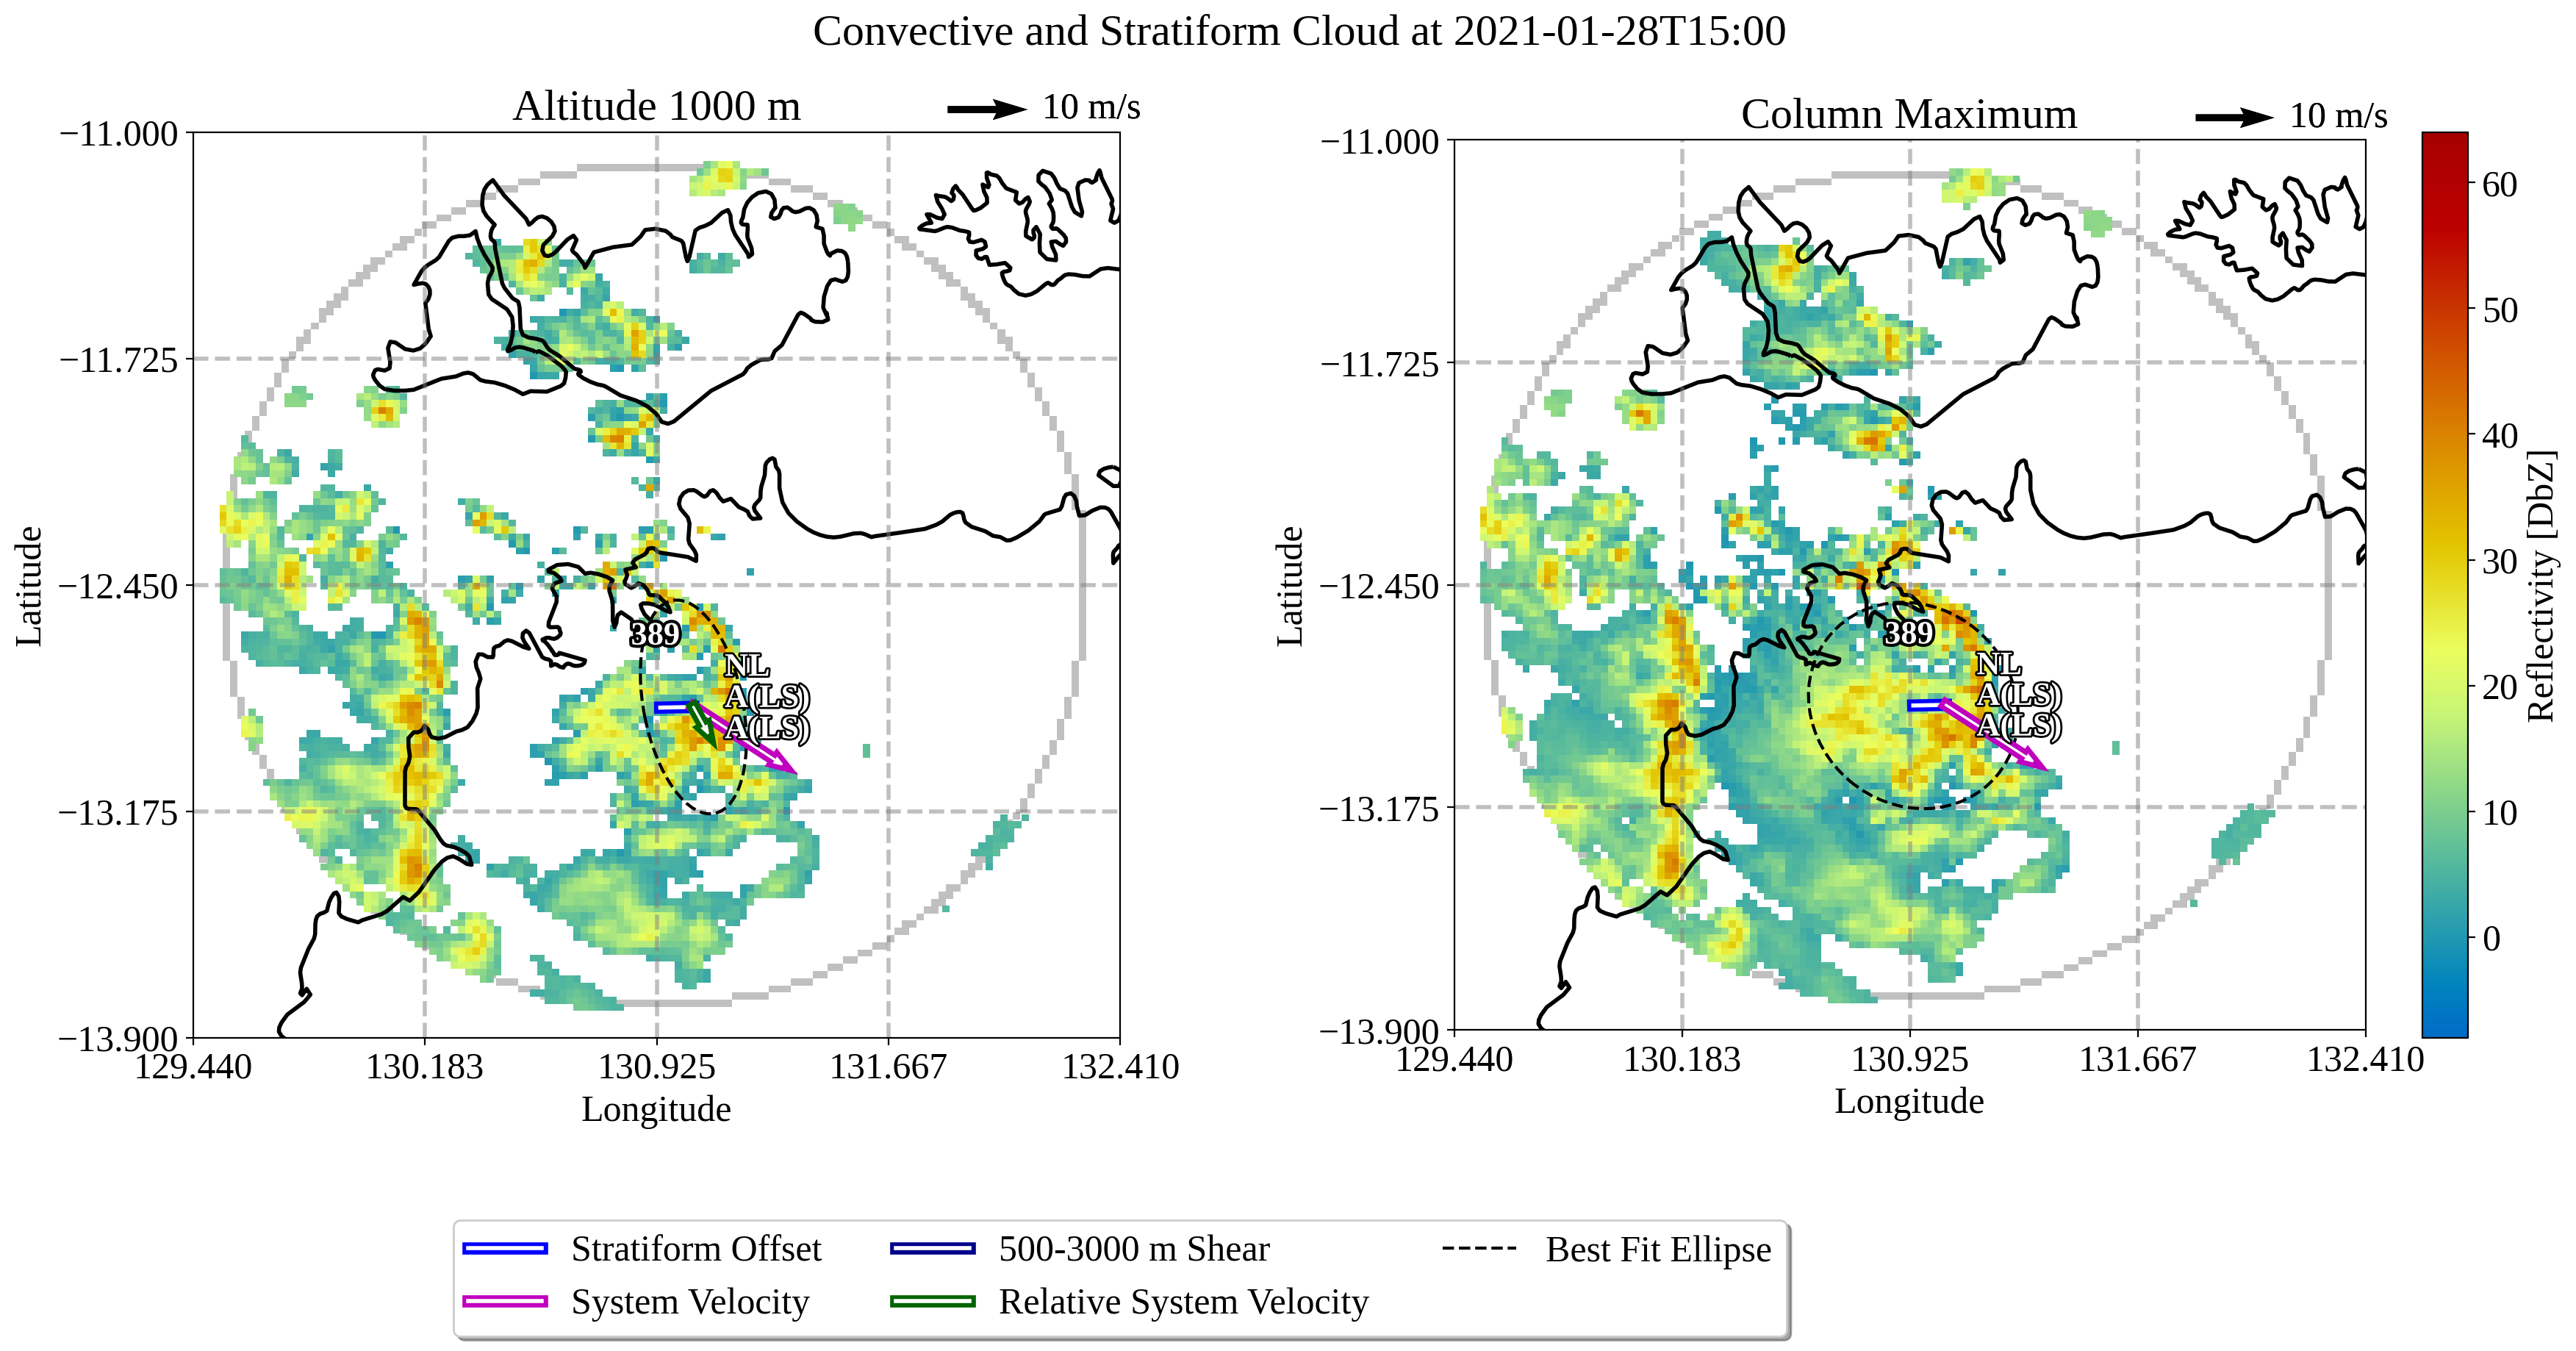 Convective and Stratiform Cloud at 2021-01-28T15:00
Altitude 1000 m
10 m/s
−11.000
−11.725
−12.450
−13.175
−13.900
129.440
130.183
130.925
131.667
132.410
Latitude
Longitude
389
NL
A(LS)
A(LS)
Column Maximum
10 m/s
−11.000
−11.725
−12.450
−13.175
−13.900
129.440
130.183
130.925
131.667
132.410
Latitude
Longitude
389
NL
A(LS)
A(LS)
60
50
40
30
20
10
0
Reflectivity [DbZ]
Stratiform Offset
System Velocity
500-3000 m Shear
Relative System Velocity
Best Fit Ellipse